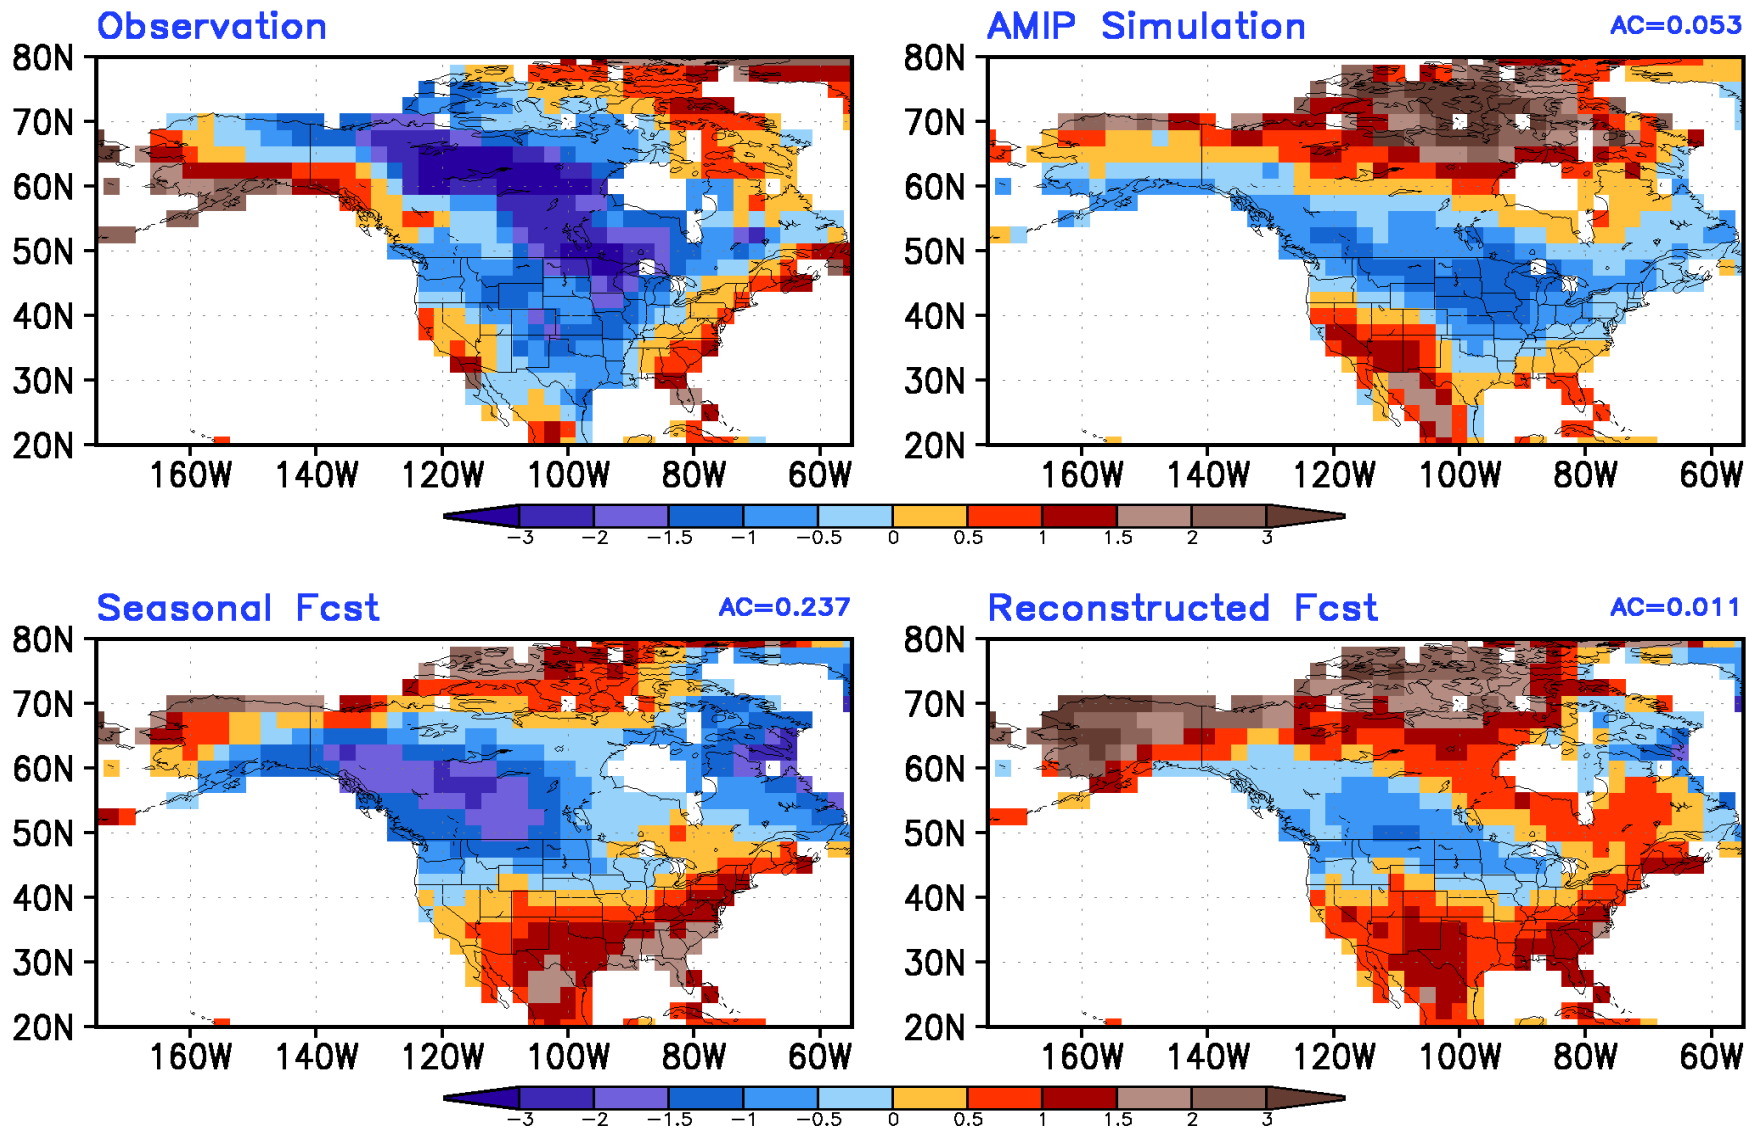 Observation
AMIP Simulation AC=0.053
80N 80N
70N 70N
60N 60N
50N 50N
40N 40N
30N 30N
20N 20N
160W 140W 120W 100W 80W 60W 160W 140W 120W 100W 80W 60W
-3 -2 -1.5 -1 -0.5 0 0.5 1 1.5 2 3
Seasonal Fcst AC=0.237
Reconstructed Fcst AC=0.011
80N 80N
70N 70N
60N 60N
50N 50N
40N 40N
30N 30N
20N 20N
160W 140W 120W 100W 80W 60W 160W 140W 120W 100W 80W 60W
-3 -2 -1.5 -1 -0.5 0 0.5 1 1.5 2 3